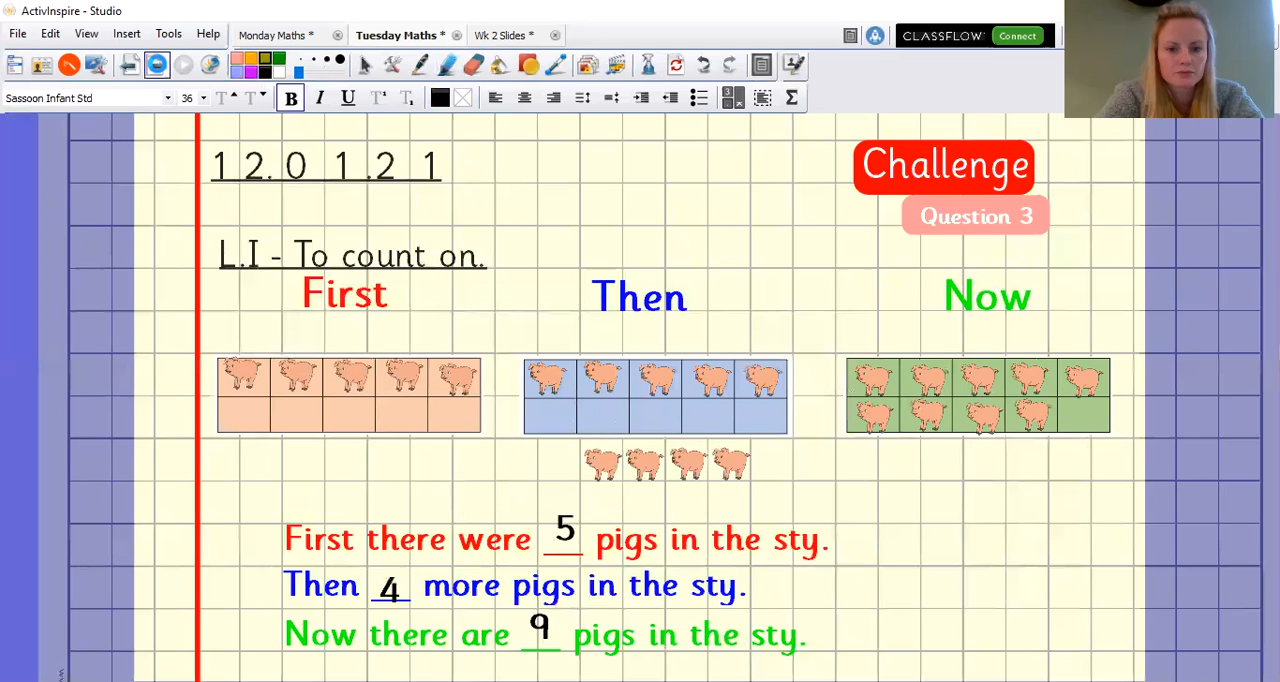 ActivInspire - Studio
File Edit View Insert Tools Help
Monday Maths * Tuesday Maths * Wk 2 Slides *
CLASSFLOW Connect
Sassoon Infant Std 36 B I U
12.01.21
Challenge
Question 3
L.I - To count on.
First Then Now
First there were 5 pigs in the sty.
Then 4 more pigs in the sty.
Now there are 9 pigs in the sty.